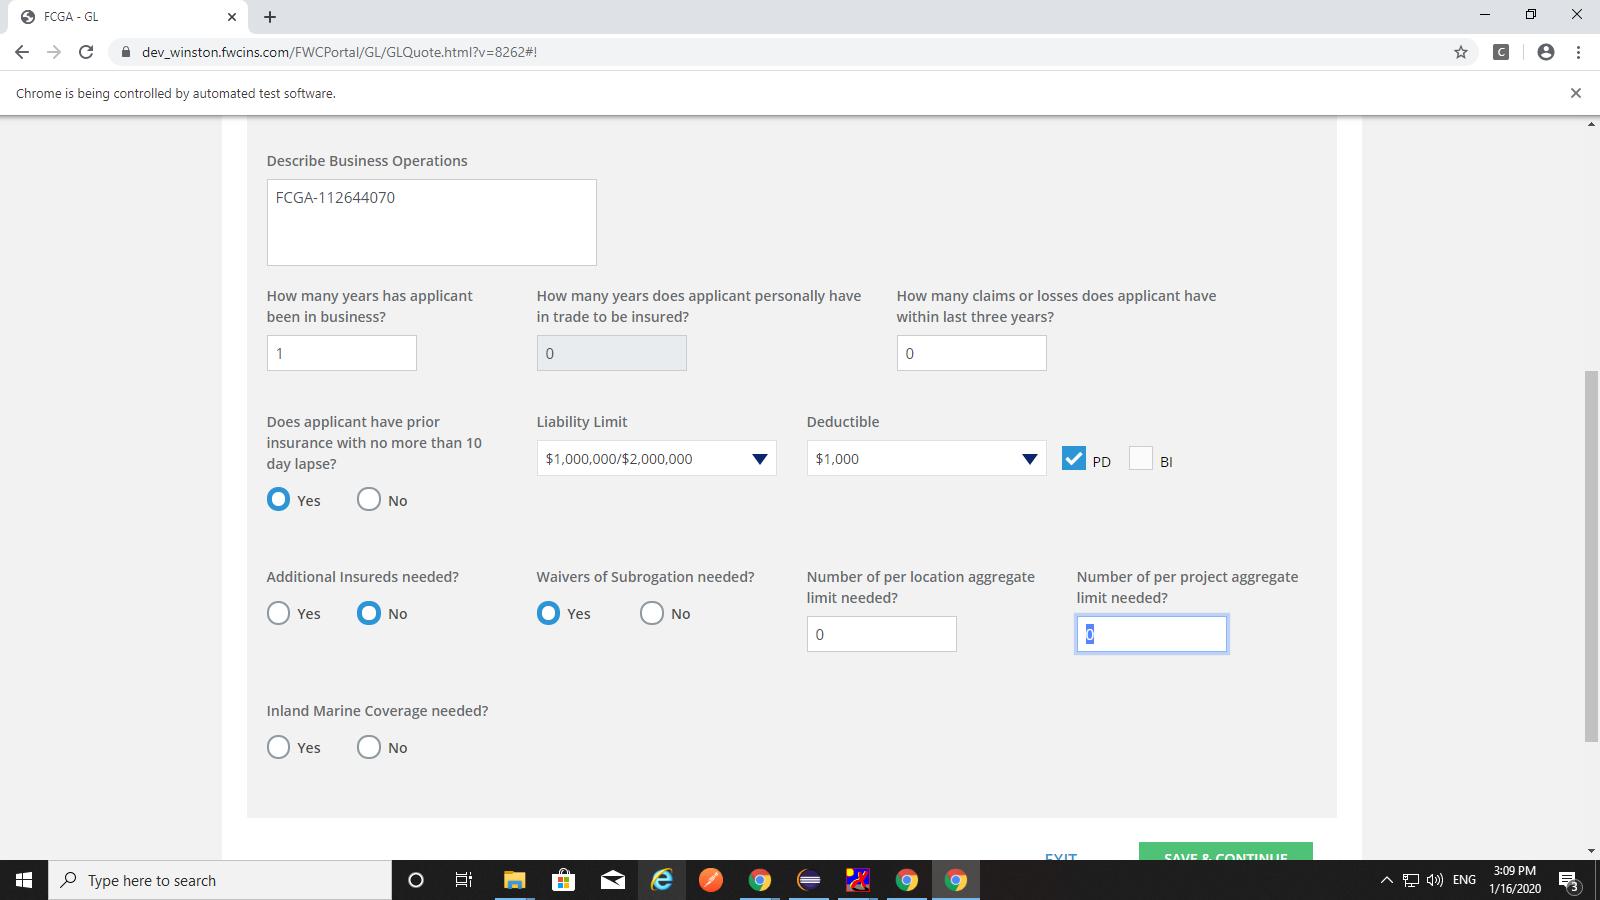 FCGA - GL
dev_winston.fwcins.com/FWCPortal/GL/GLQuote.html?v=8262#!
C
Chrome is being controlled by automated test software.
Describe Business Operations
FCGA-112644070
How many years has applicant
been in business?
1
How many years does applicant personally have
in trade to be insured?
0
How many claims or losses does applicant have
within last three years?
0
Does applicant have prior
insurance with no more than 10
day lapse?
Yes No
Liability Limit
$1,000,000/$2,000,000
Deductible
$1,000
PD BI
Additional Insureds needed?
Yes No
Waivers of Subrogation needed?
Yes No
Number of per location aggregate
limit needed?
0
Number of per project aggregate
limit needed?
0
Inland Marine Coverage needed?
Yes No
EXIT SAVE & CONTINUE
Type here to search
ENG
3:09 PM
1/16/2020
3